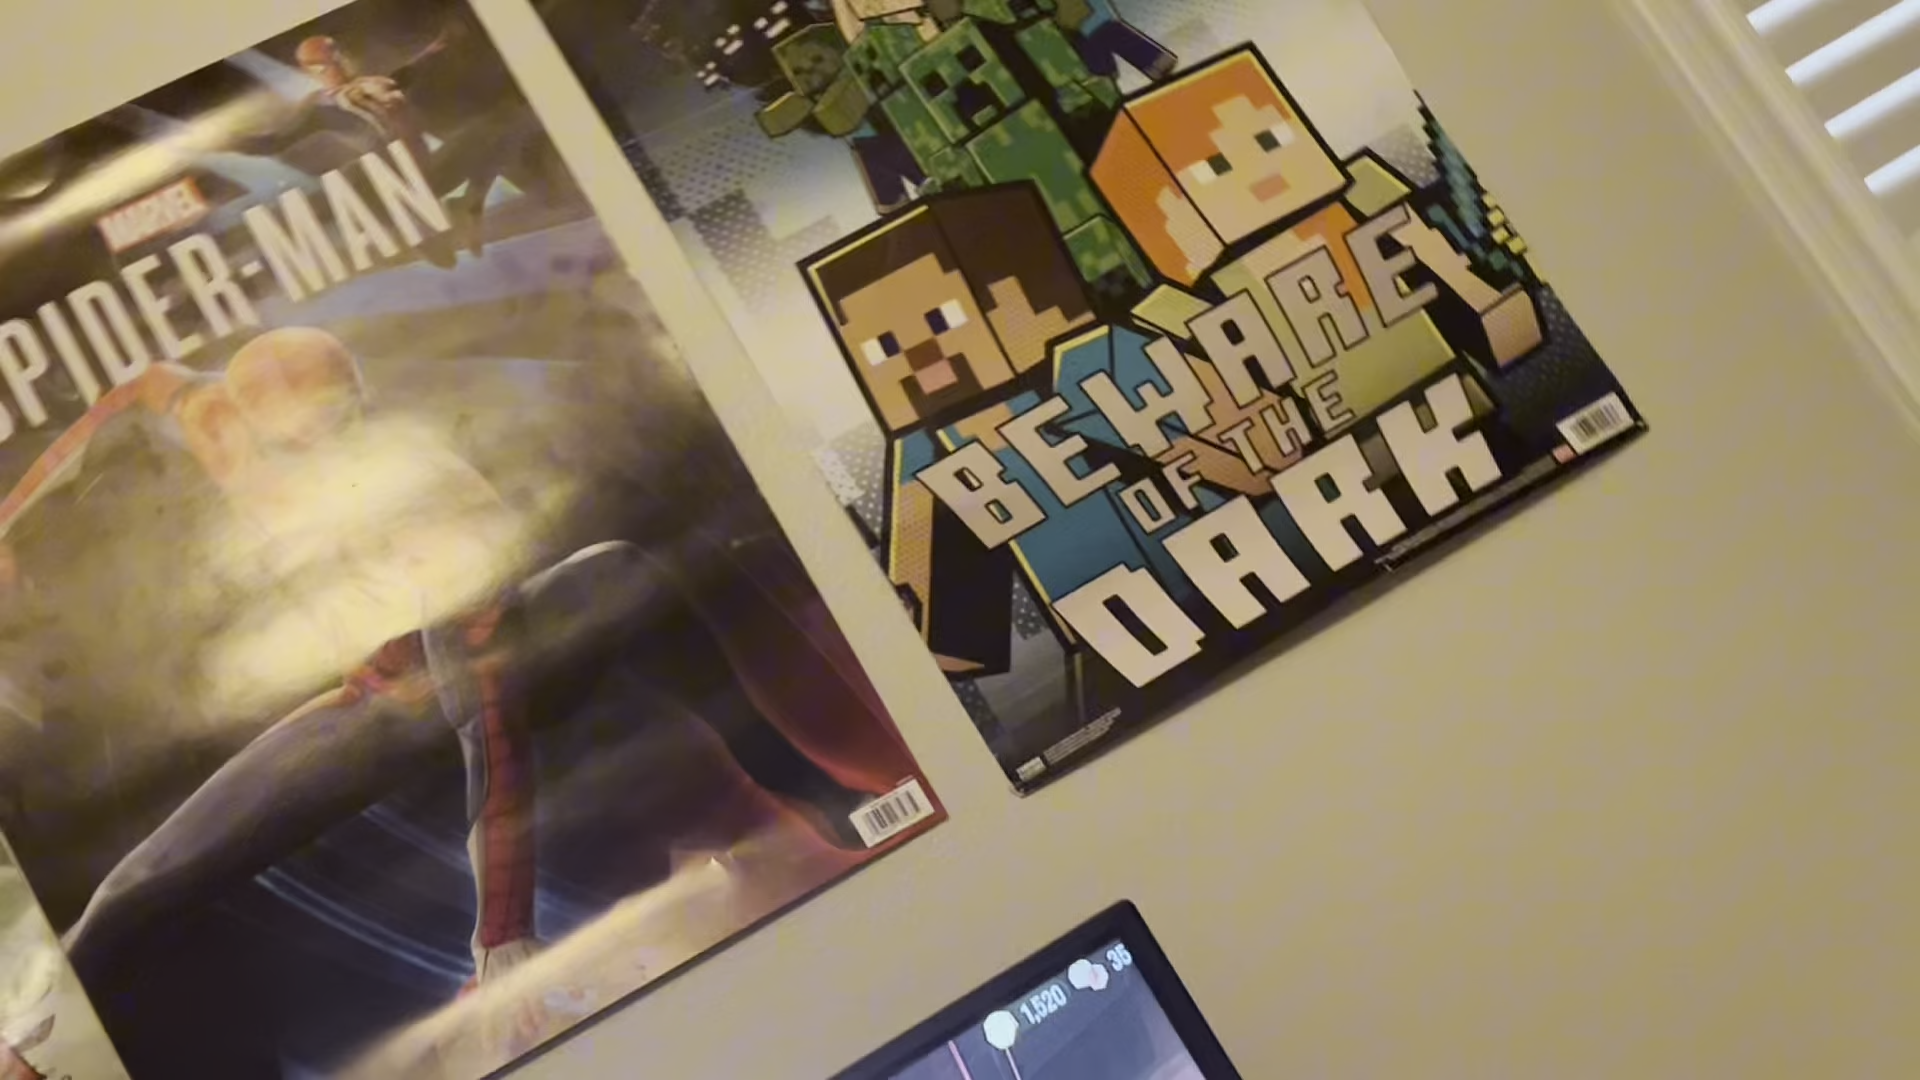 MARVEL
SPIDER-MAN
BEWARE
OF THE
DARK
1,520
35